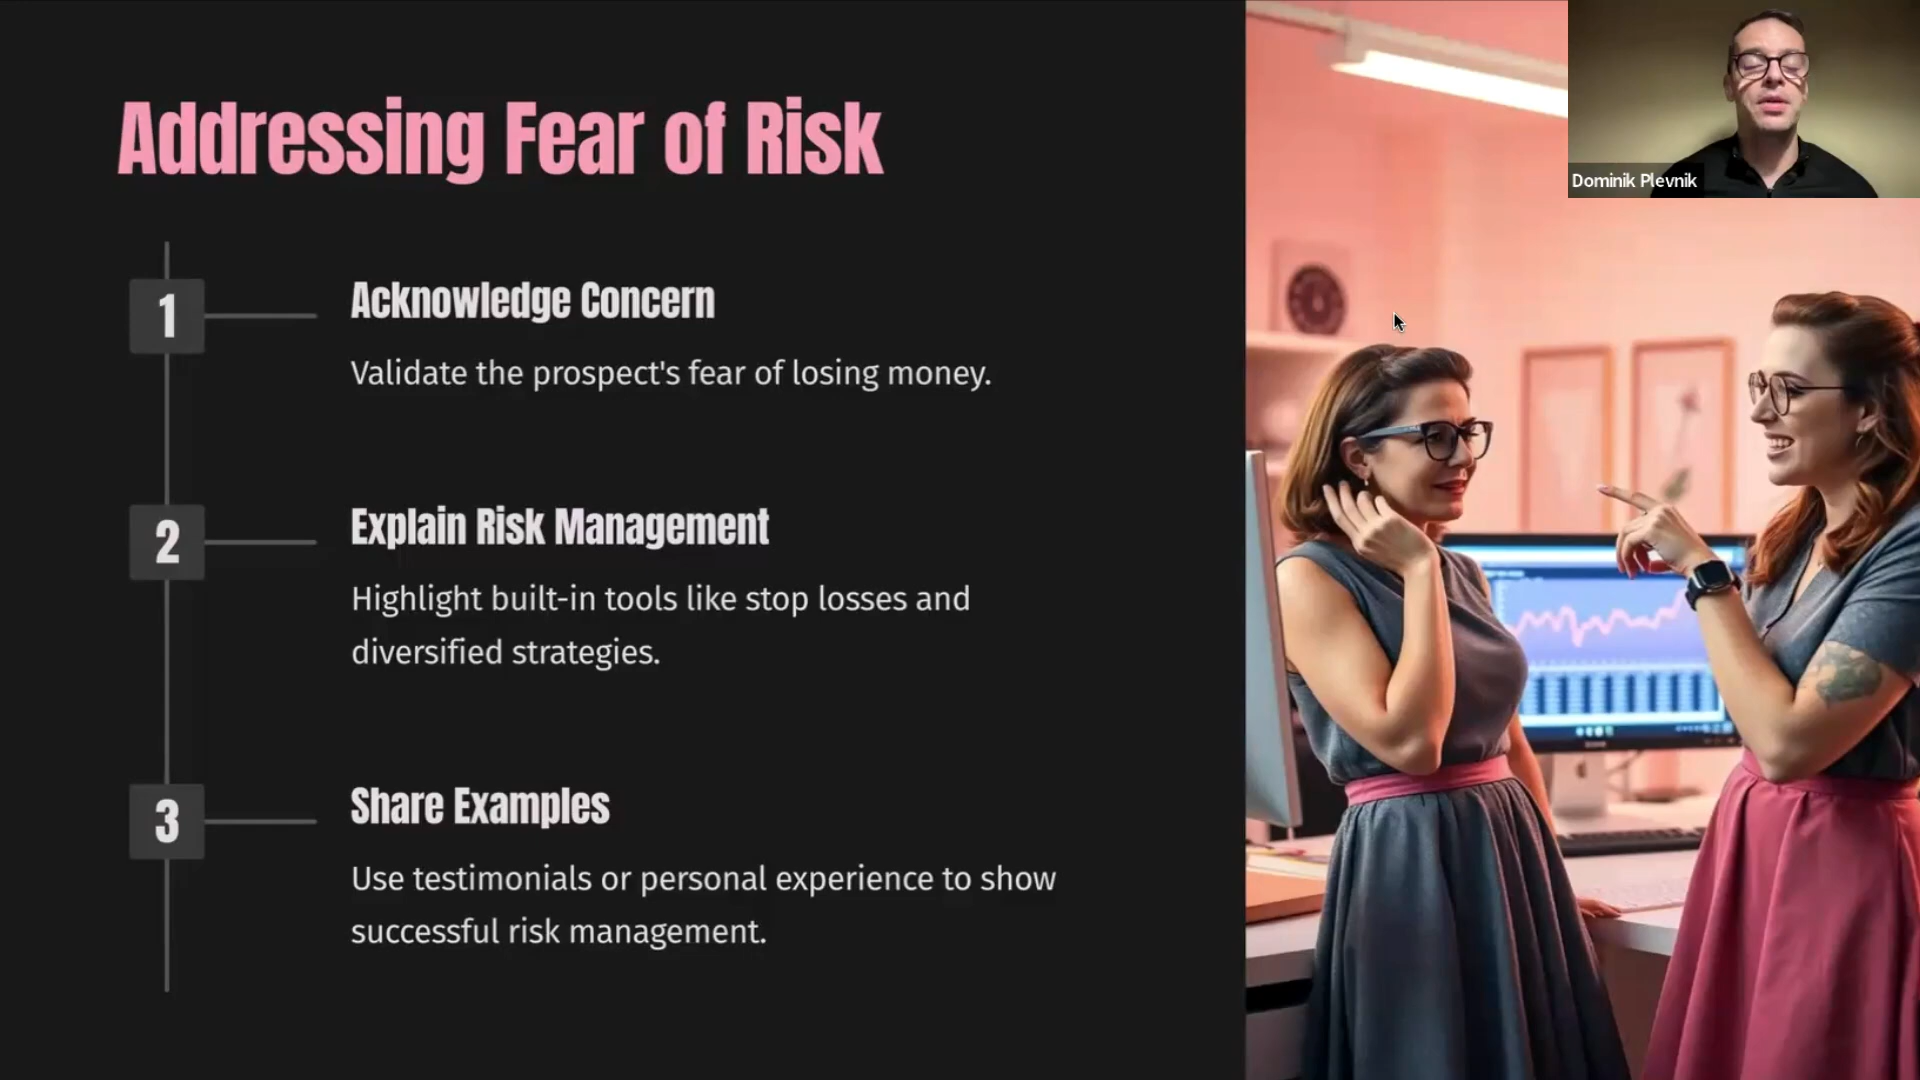 Addressing Fear of Risk
1
Acknowledge Concern
Validate the prospect's fear of losing money.
2
Explain Risk Management
Highlight built-in tools like stop losses and
diversified strategies.
3
Share Examples
Use testimonials or personal experience to show
successful risk management.
Dominik Plevnik